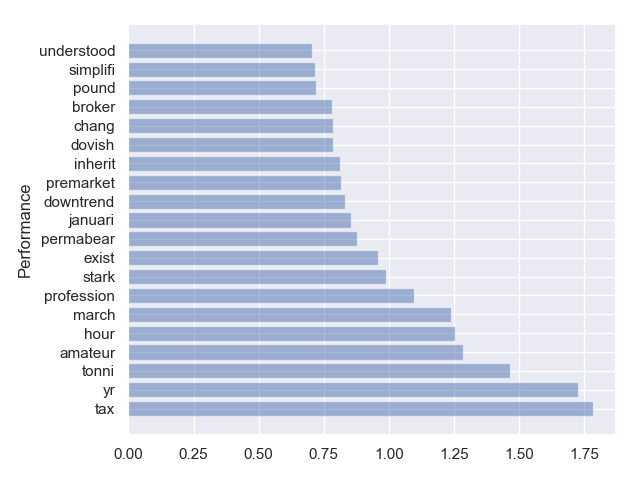 understood
simplifi
pound
broker
chang
dovish
inherit
premarket
downtrend
januari
permabear
exist
stark
profession
march
hour
amateur
tonni
yr
tax
Performance
0.00 0.25 0.50 0.75 1.00 1.25 1.50 1.75